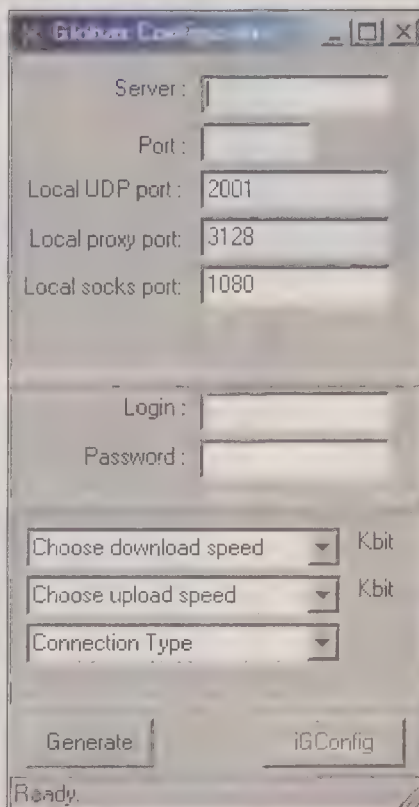 Server :
Port :
Local UDP port : 2001
Local proxy port: 3128
Local socks port: 1080
Login :
Password :
Choose download speed Kbit
Choose upload speed Kbit
Connection Type
Generate iGConfig
Ready.